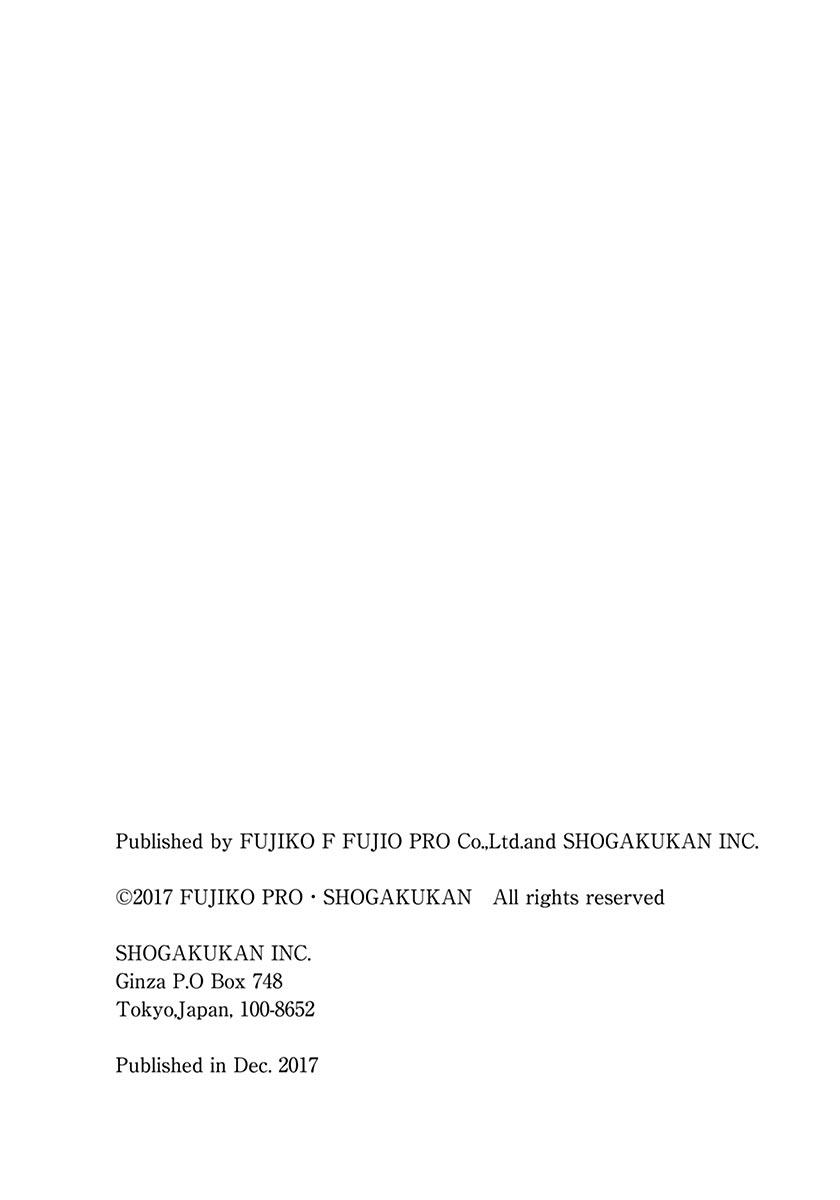 Published by FUJIKO F FUJIO PRO Co.,Ltd.and SHOGAKUKAN INC.
©2017 FUJIKO PRO・SHOGAKUKAN　All rights reserved
SHOGAKUKAN INC.
Ginza P.O Box 748
Tokyo,Japan, 100-8652
Published in Dec. 2017